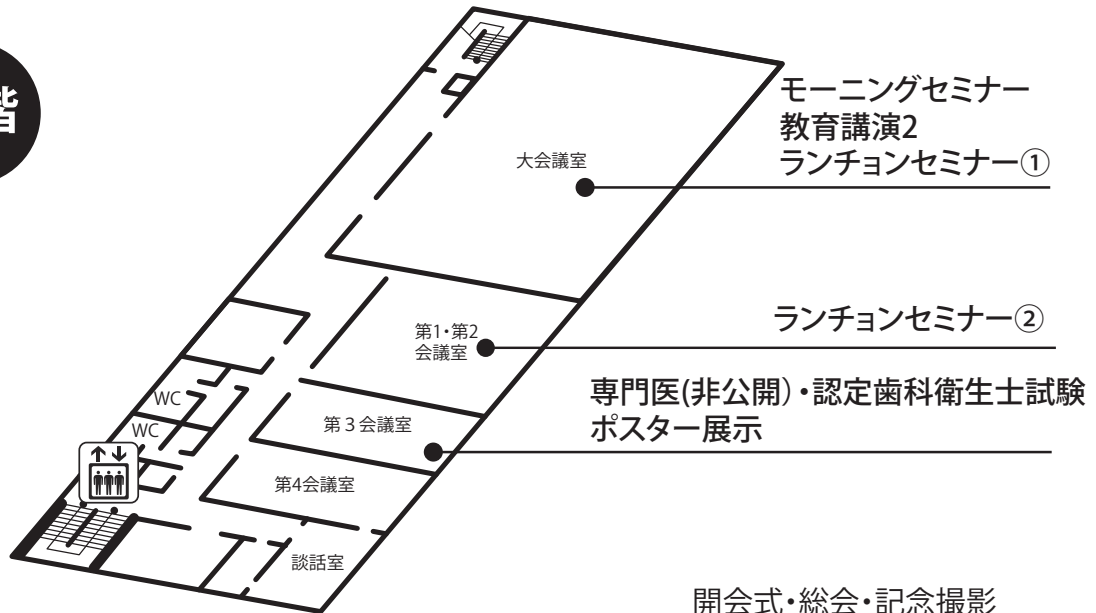 階
モーニングセミナー
教育講演2
ランチョンセミナー①
大会議室
ランチョンセミナー②
第1・第2
会議室
専門医(非公開)・認定歯科衛生士試験
ポスター展示
WC
第３会議室
WC
第4会議室
談話室
開会式・総会・記念撮影